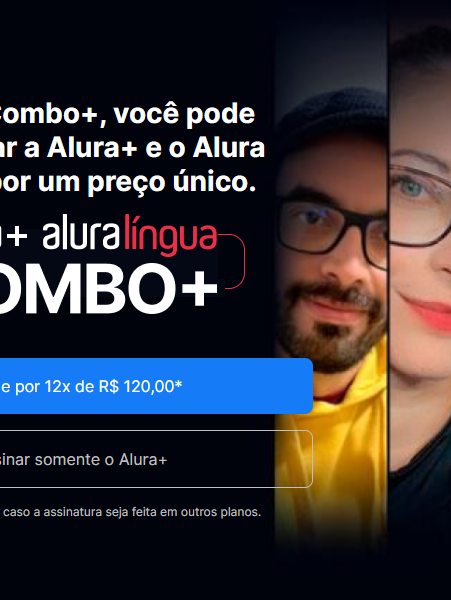 Combo+, você pode
ar a Alura+ e o Alura
por um preço único.
+ aluralíngua
OMBO+
e por 12x de R$ 120,00*
inar somente o Alura+
caso a assinatura seja feita em outros planos.